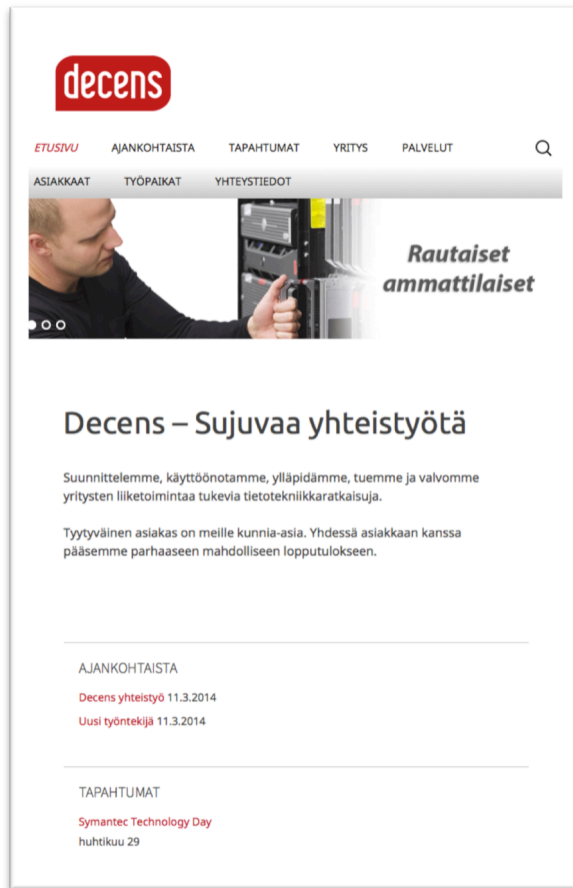 decens
ETUSIVU AJANKOHTAISTA TAPAHTUMAT YRITYS PALVELUT
ASIAKKAAT TYÖPAIKAT YHTEYSTIEDOT
Rautaiset
ammattilaiset
Decens – Sujuvaa yhteistyötä
Suunnittelemme, käyttöönotamme, ylläpidämme, tuemme ja valvomme
yritysten liiketoimintaa tukevia tietotekniikkaratkaisuja.
Tyytyväinen asiakas on meille kunnia-asia. Yhdessä asiakkaan kanssa
pääsemme parhaaseen mahdolliseen lopputulokseen.
AJANKOHTAISTA
Decens yhteistyö 11.3.2014
Uusi työntekijä 11.3.2014
TAPAHTUMAT
Symantec Technology Day
huhtikuu 29